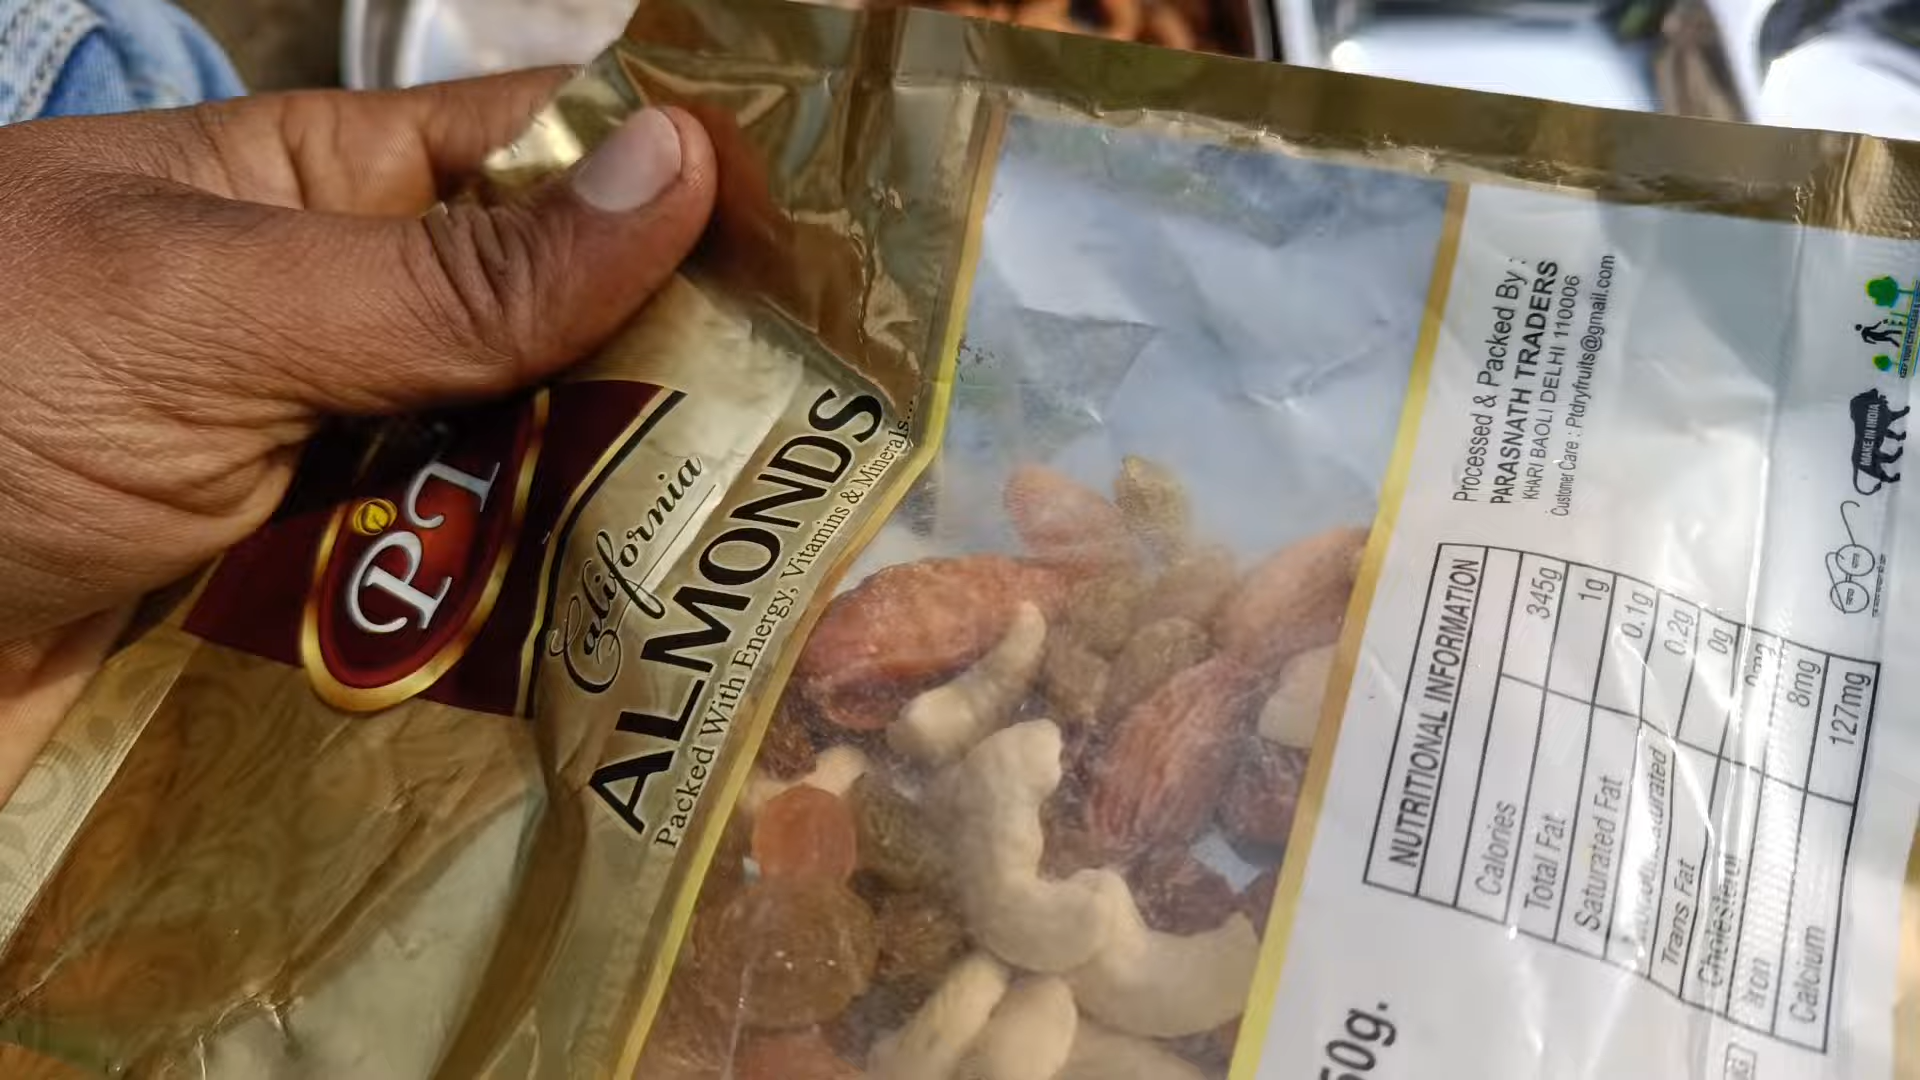 PT
California
ALMONDS
Packed With Energy, Vitamins & Minerals...
Processed & Packed By :
PARASNATH TRADERS
KHARI BAOLI DELHI 110006
Customer Care : Ptdryfruits@gmail.com
NUTRITIONAL INFORMATION
Calories 345g
Total Fat 1g
Saturated Fat 0.1g
0.2g
Trans Fat 0g
Cholesterol 0mg
Iron 8mg
Calcium 127mg
MAKE IN INDIA